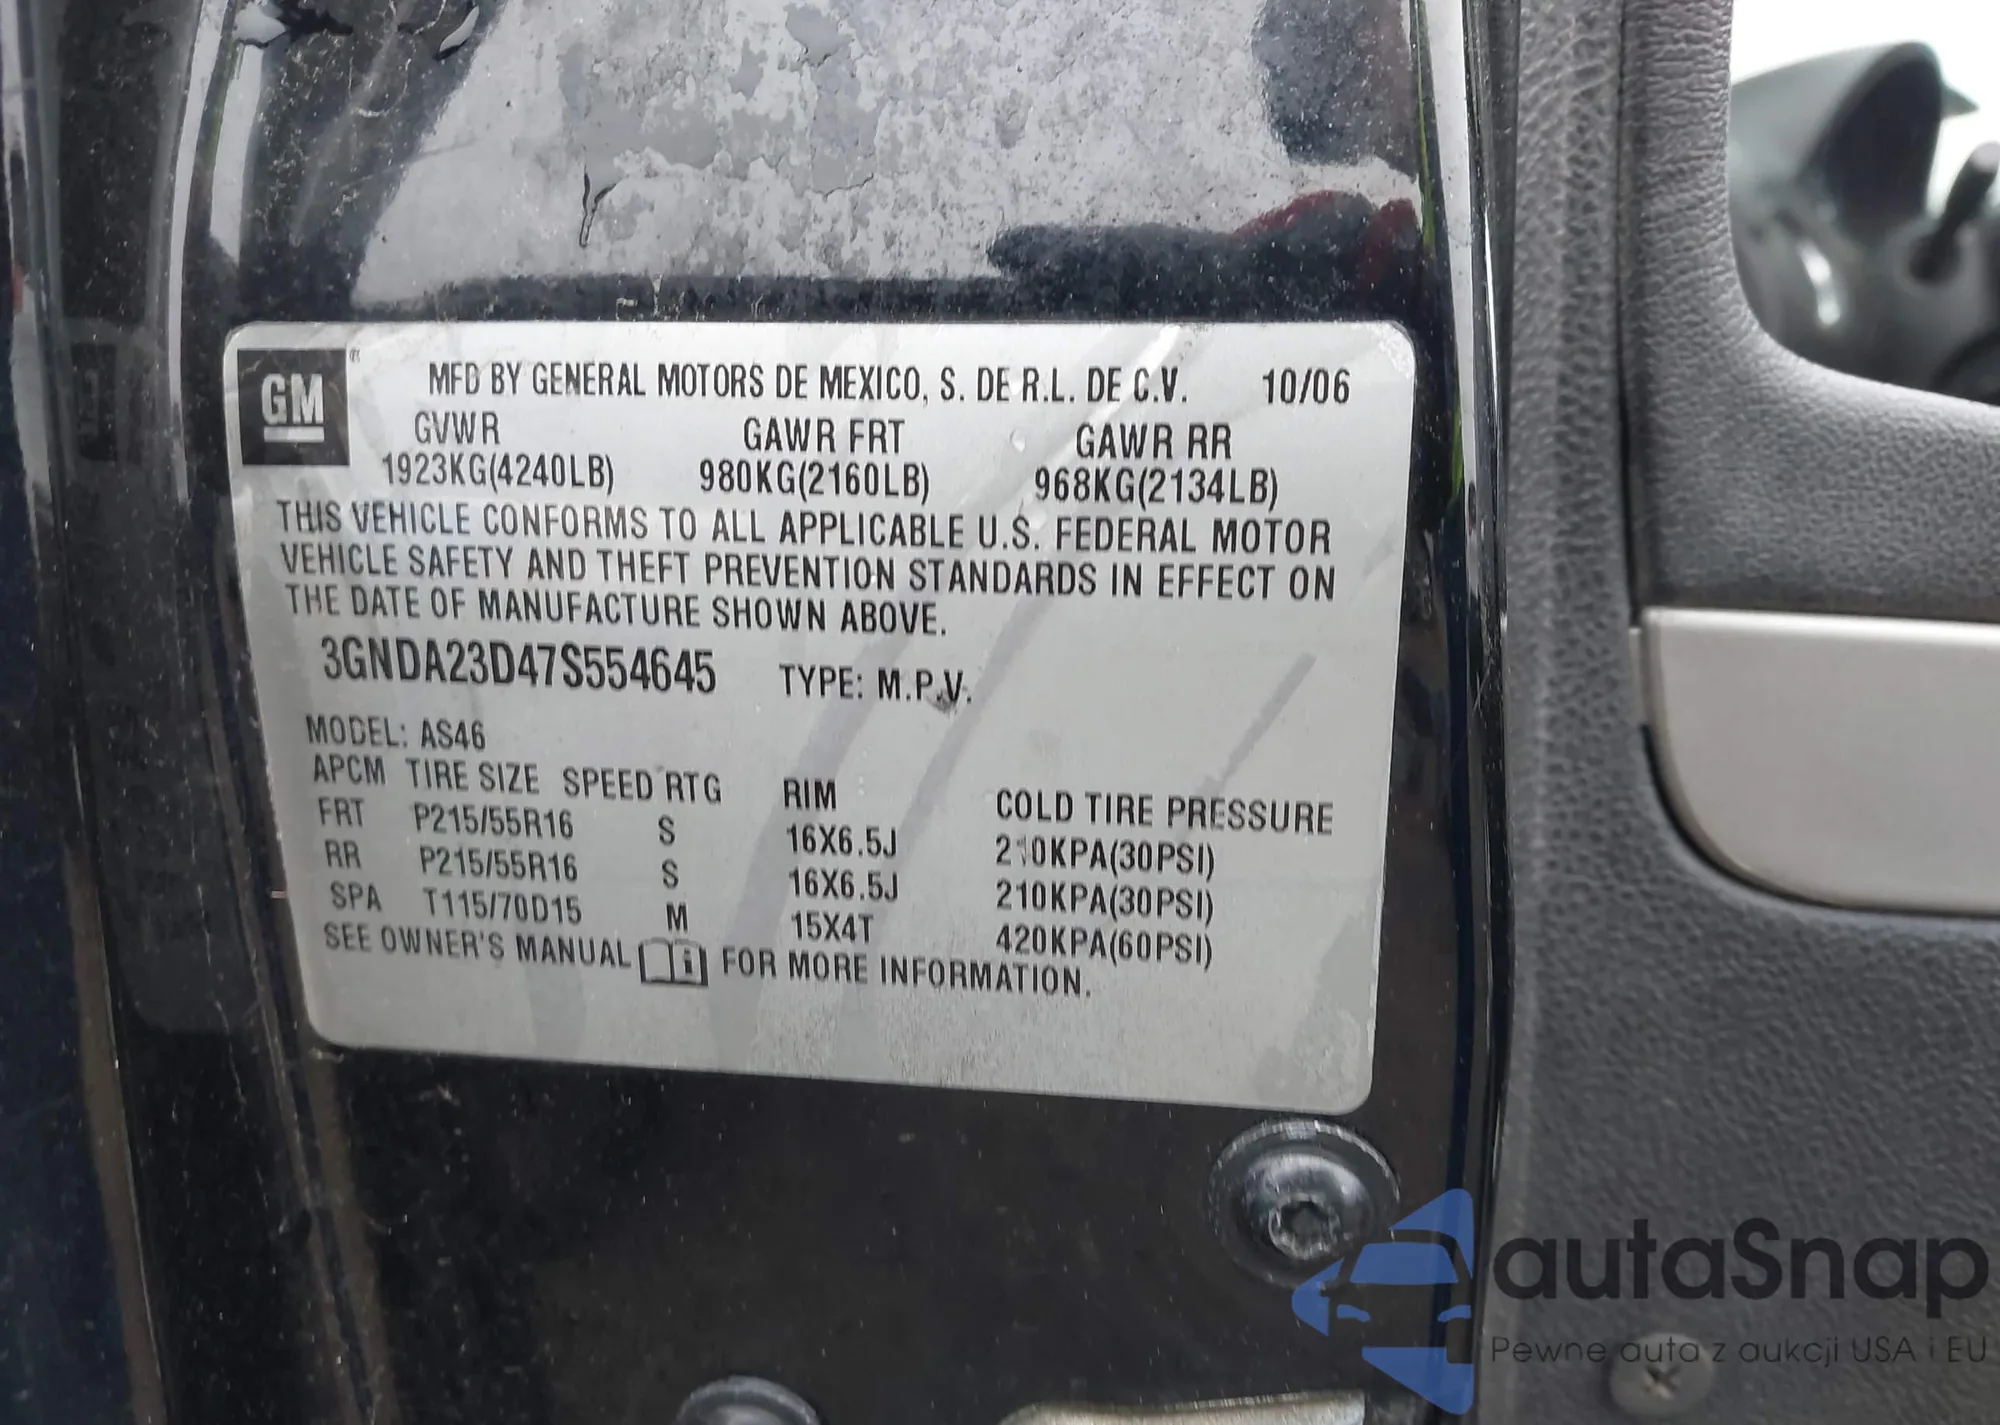 GM ®
MFD BY GENERAL MOTORS DE MEXICO, S. DE R.L. DE C.V. 10/06
GVWR GAWR FRT GAWR RR
1923KG(4240LB) 980KG(2160LB) 968KG(2134LB)
THIS VEHICLE CONFORMS TO ALL APPLICABLE U.S. FEDERAL MOTOR
VEHICLE SAFETY AND THEFT PREVENTION STANDARDS IN EFFECT ON
THE DATE OF MANUFACTURE SHOWN ABOVE.
3GNDA23D47S554645 TYPE: M.P.V.
MODEL: AS46
APCM TIRE SIZE SPEED RTG RIM COLD TIRE PRESSURE
FRT P215/55R16 S 16X6.5J 210KPA(30PSI)
RR P215/55R16 S 16X6.5J 210KPA(30PSI)
SPA T115/70D15 M 15X4T 420KPA(60PSI)
SEE OWNER'S MANUAL i FOR MORE INFORMATION.
autaSnap
Pewne auta z aukcji USA i EU